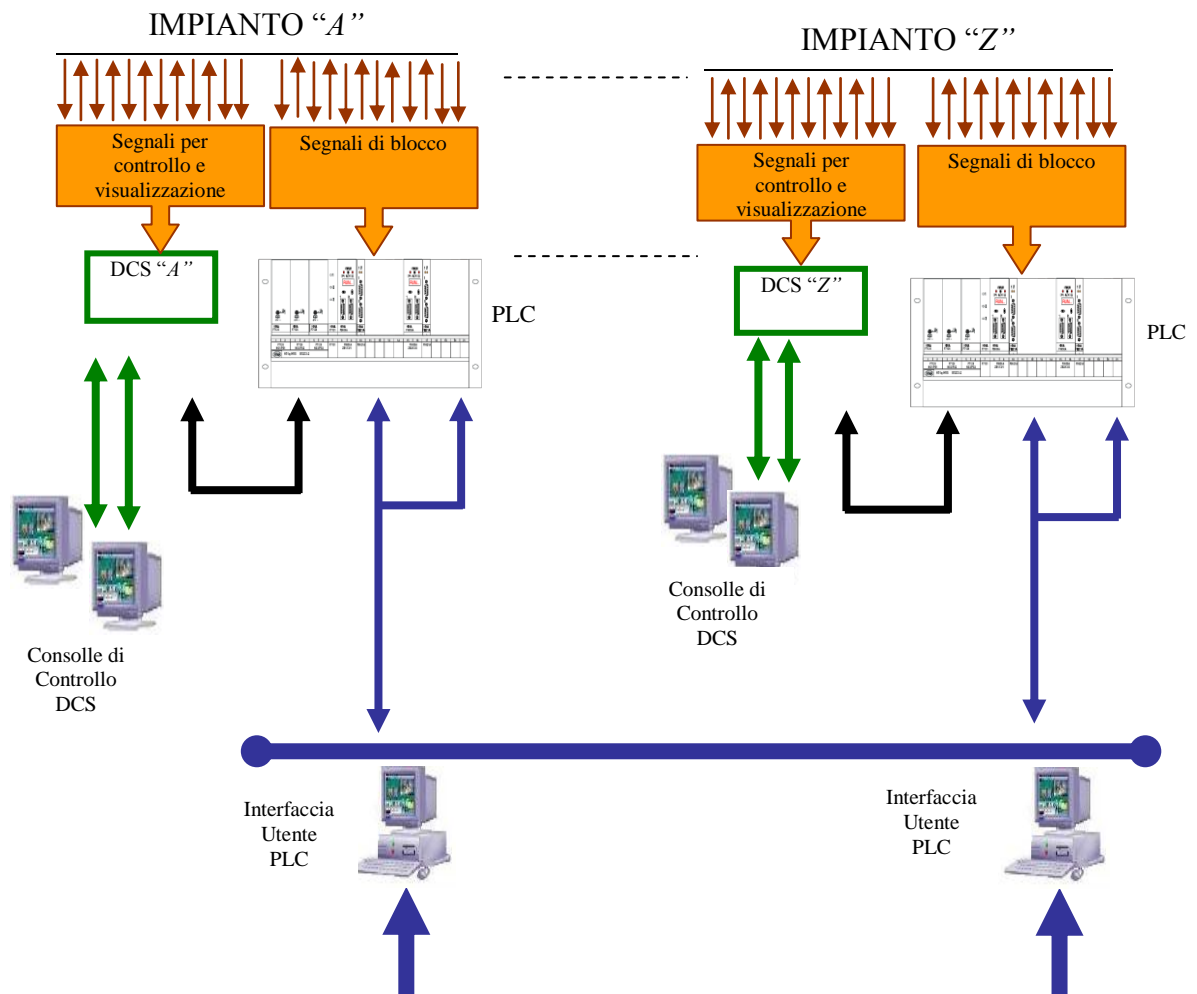 IMPIANTO “A”
IMPIANTO “Z”
Segnali per
controllo e
visualizzazione
Segnali di blocco
Segnali per
controllo e
visualizzazione
Segnali di blocco
DCS “A”
PLC
DCS “Z”
PLC
Consolle di
Controllo
DCS
Consolle di
Controllo
DCS
Interfaccia
Utente
PLC
Interfaccia
Utente
PLC